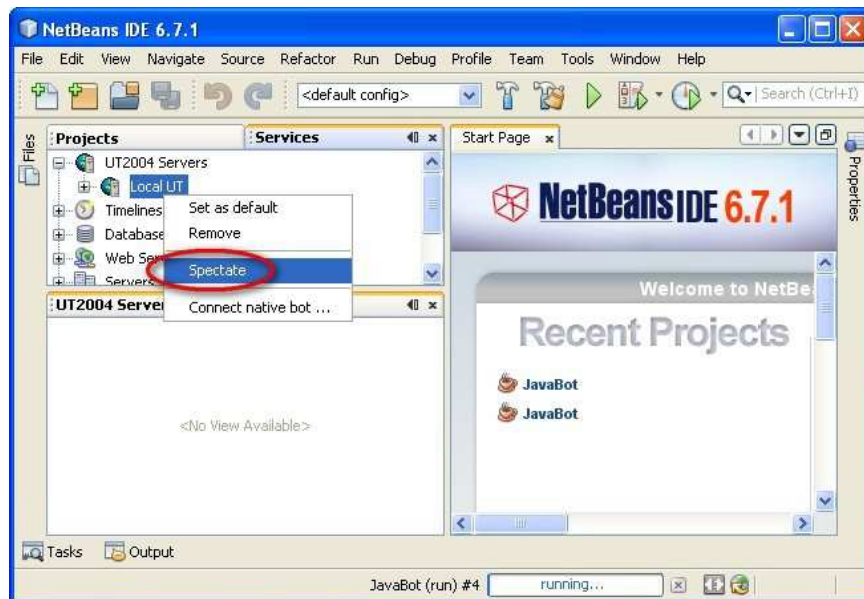 NetBeans IDE 6.7.1
File Edit View Navigate Source Refactor Run Debug Profile Team Tools Window Help
<default config>
Search (Ctrl+I)
Files
Projects
Services
Start Page
Properties
UT2004 Servers
Local UT
Timelines
Database
Web Ser
Servers
Set as default
Remove
Spectate
Connect native bot ...
UT2004 Server
<No View Available>
NetBeans IDE 6.7.1
Welcome to NetBe
Recent Projects
JavaBot
JavaBot
Tasks
Output
JavaBot (run) #4
running...